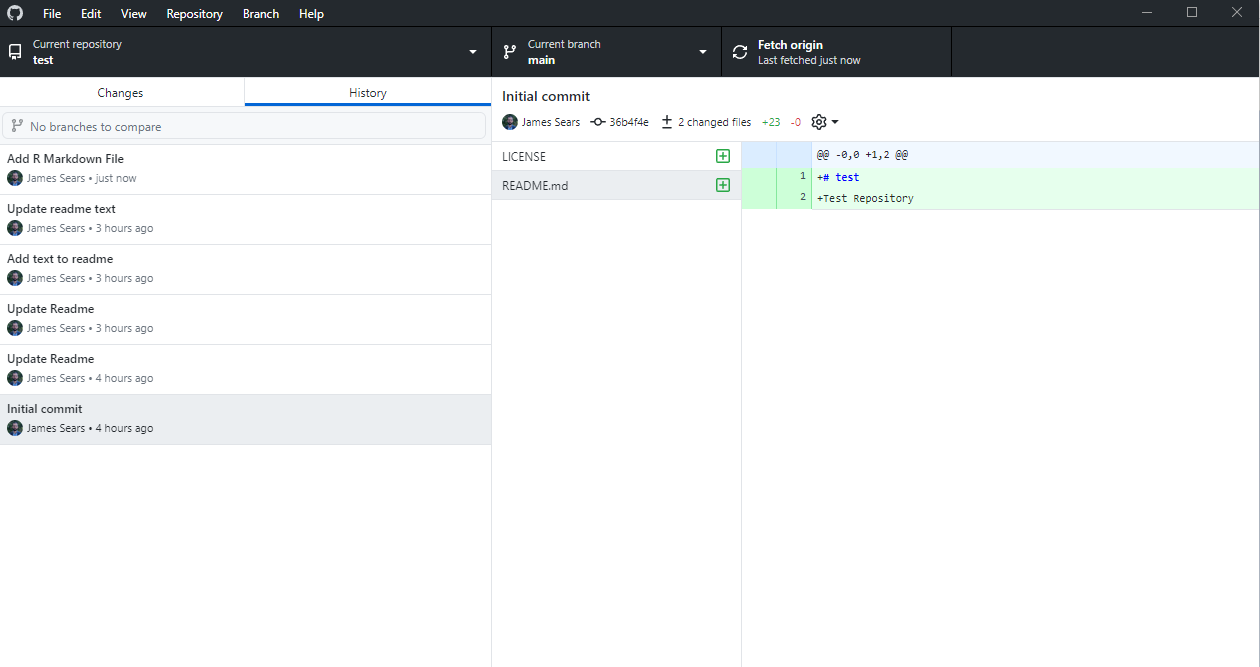 File Edit View Repository Branch Help
Current repository
test
Current branch
main
Fetch origin
Last fetched just now
Changes
History
No branches to compare
Add R Markdown File
James Sears • just now
Update readme text
James Sears • 3 hours ago
Add text to readme
James Sears • 3 hours ago
Update Readme
James Sears • 3 hours ago
Update Readme
James Sears • 4 hours ago
Initial commit
James Sears • 4 hours ago
Initial commit
James Sears 36b4f4e 2 changed files +23 -0
LICENSE
README.md
@@ -0,0 +1,2 @@
1 +# test
2 +Test Repository